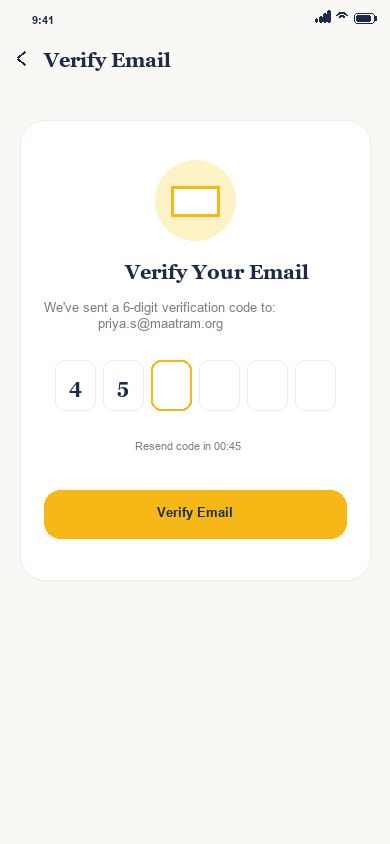 9:41
Verify Email
Verify Your Email
We've sent a 6-digit verification code to:
priya.s@maatram.org
4 5
Resend code in 00:45
Verify Email